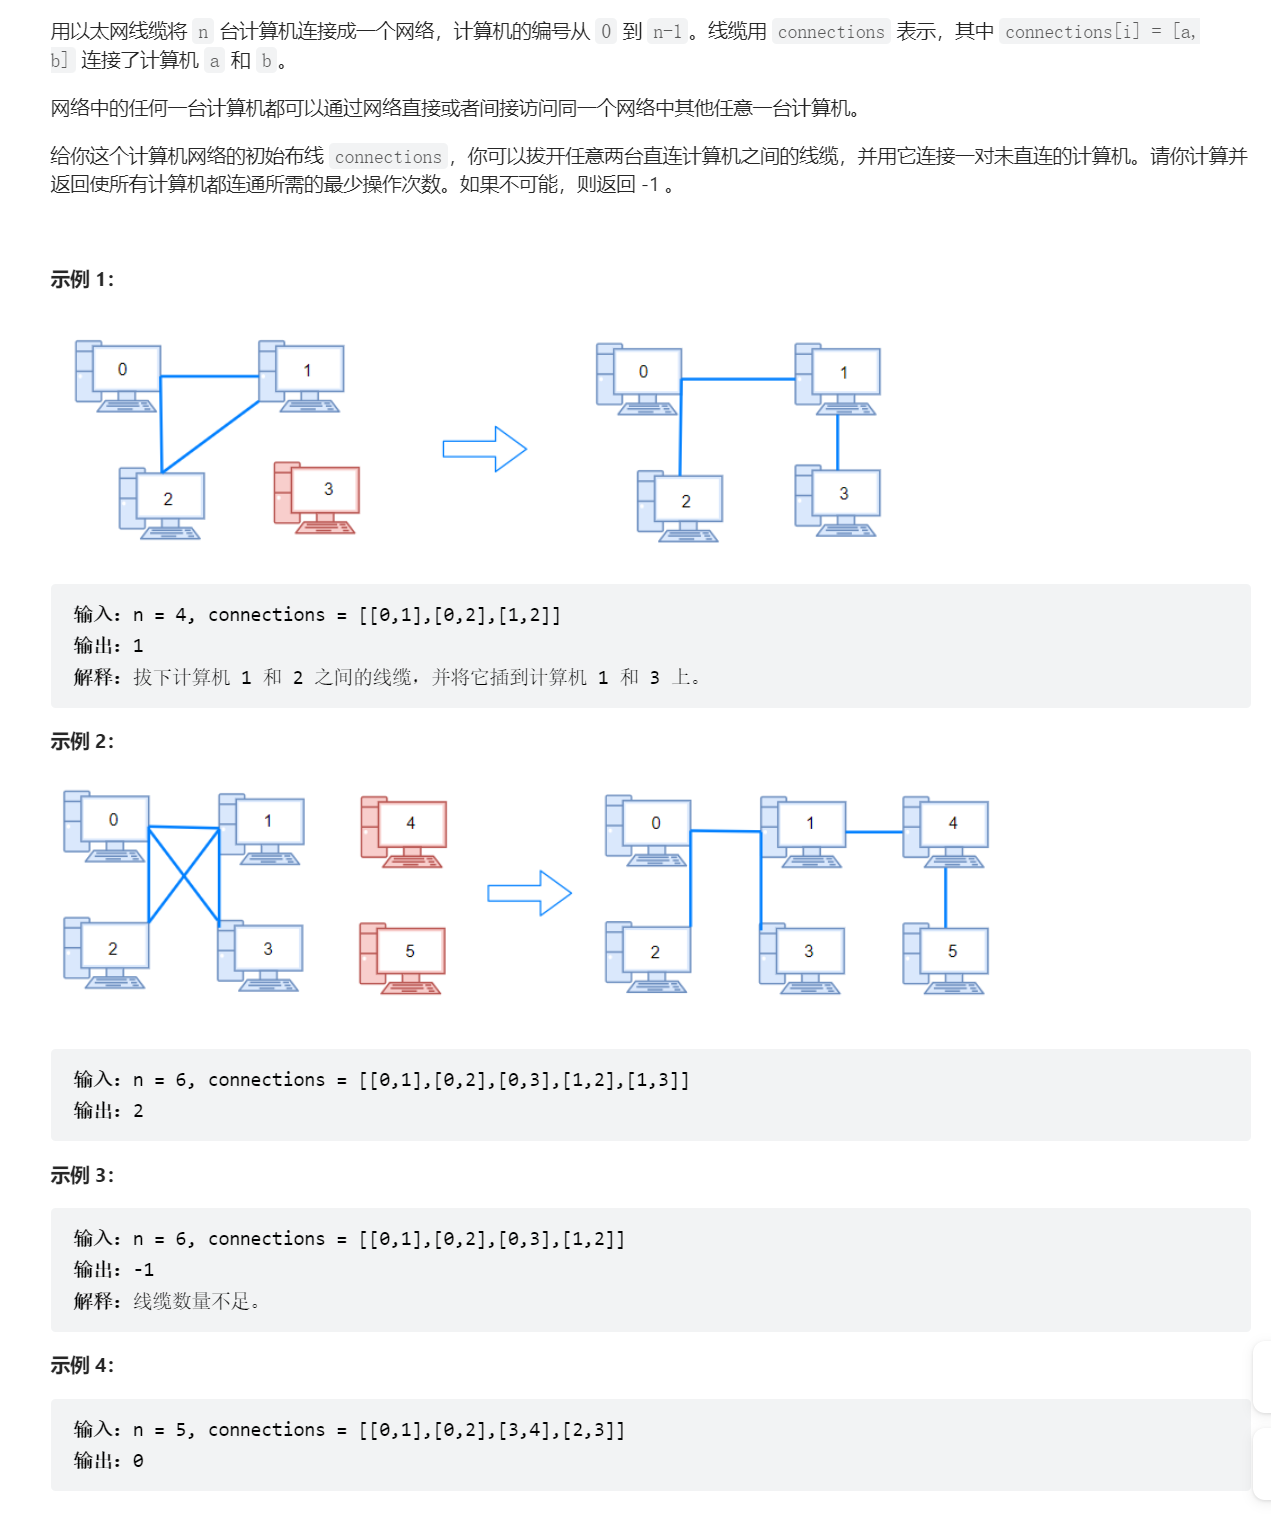 用以太网线缆将 n 台计算机连接成一个网络，计算机的编号从 0 到 n-1。线缆用 connections 表示，其中 connections[i] = [a,
b] 连接了计算机 a 和 b。
网络中的任何一台计算机都可以通过网络直接或者间接访问同一个网络中其他任意一台计算机。
给你这个计算机网络的初始布线 connections，你可以拔开任意两台直连计算机之间的线缆，并用它连接一对未直连的计算机。请你计算并
返回使所有计算机都连通所需的最少操作次数。如果不可能，则返回 -1 。
示例 1：
0 1 0 1
2 3 2 3
输入：n = 4, connections = [[0,1],[0,2],[1,2]]
输出：1
解释：拔下计算机 1 和 2 之间的线缆，并将它插到计算机 1 和 3 上。
示例 2：
0 1 4 0 1 4
2 3 5 2 3 5
输入：n = 6, connections = [[0,1],[0,2],[0,3],[1,2],[1,3]]
输出：2
示例 3：
输入：n = 6, connections = [[0,1],[0,2],[0,3],[1,2]]
输出：-1
解释：线缆数量不足。
示例 4：
输入：n = 5, connections = [[0,1],[0,2],[3,4],[2,3]]
输出：0